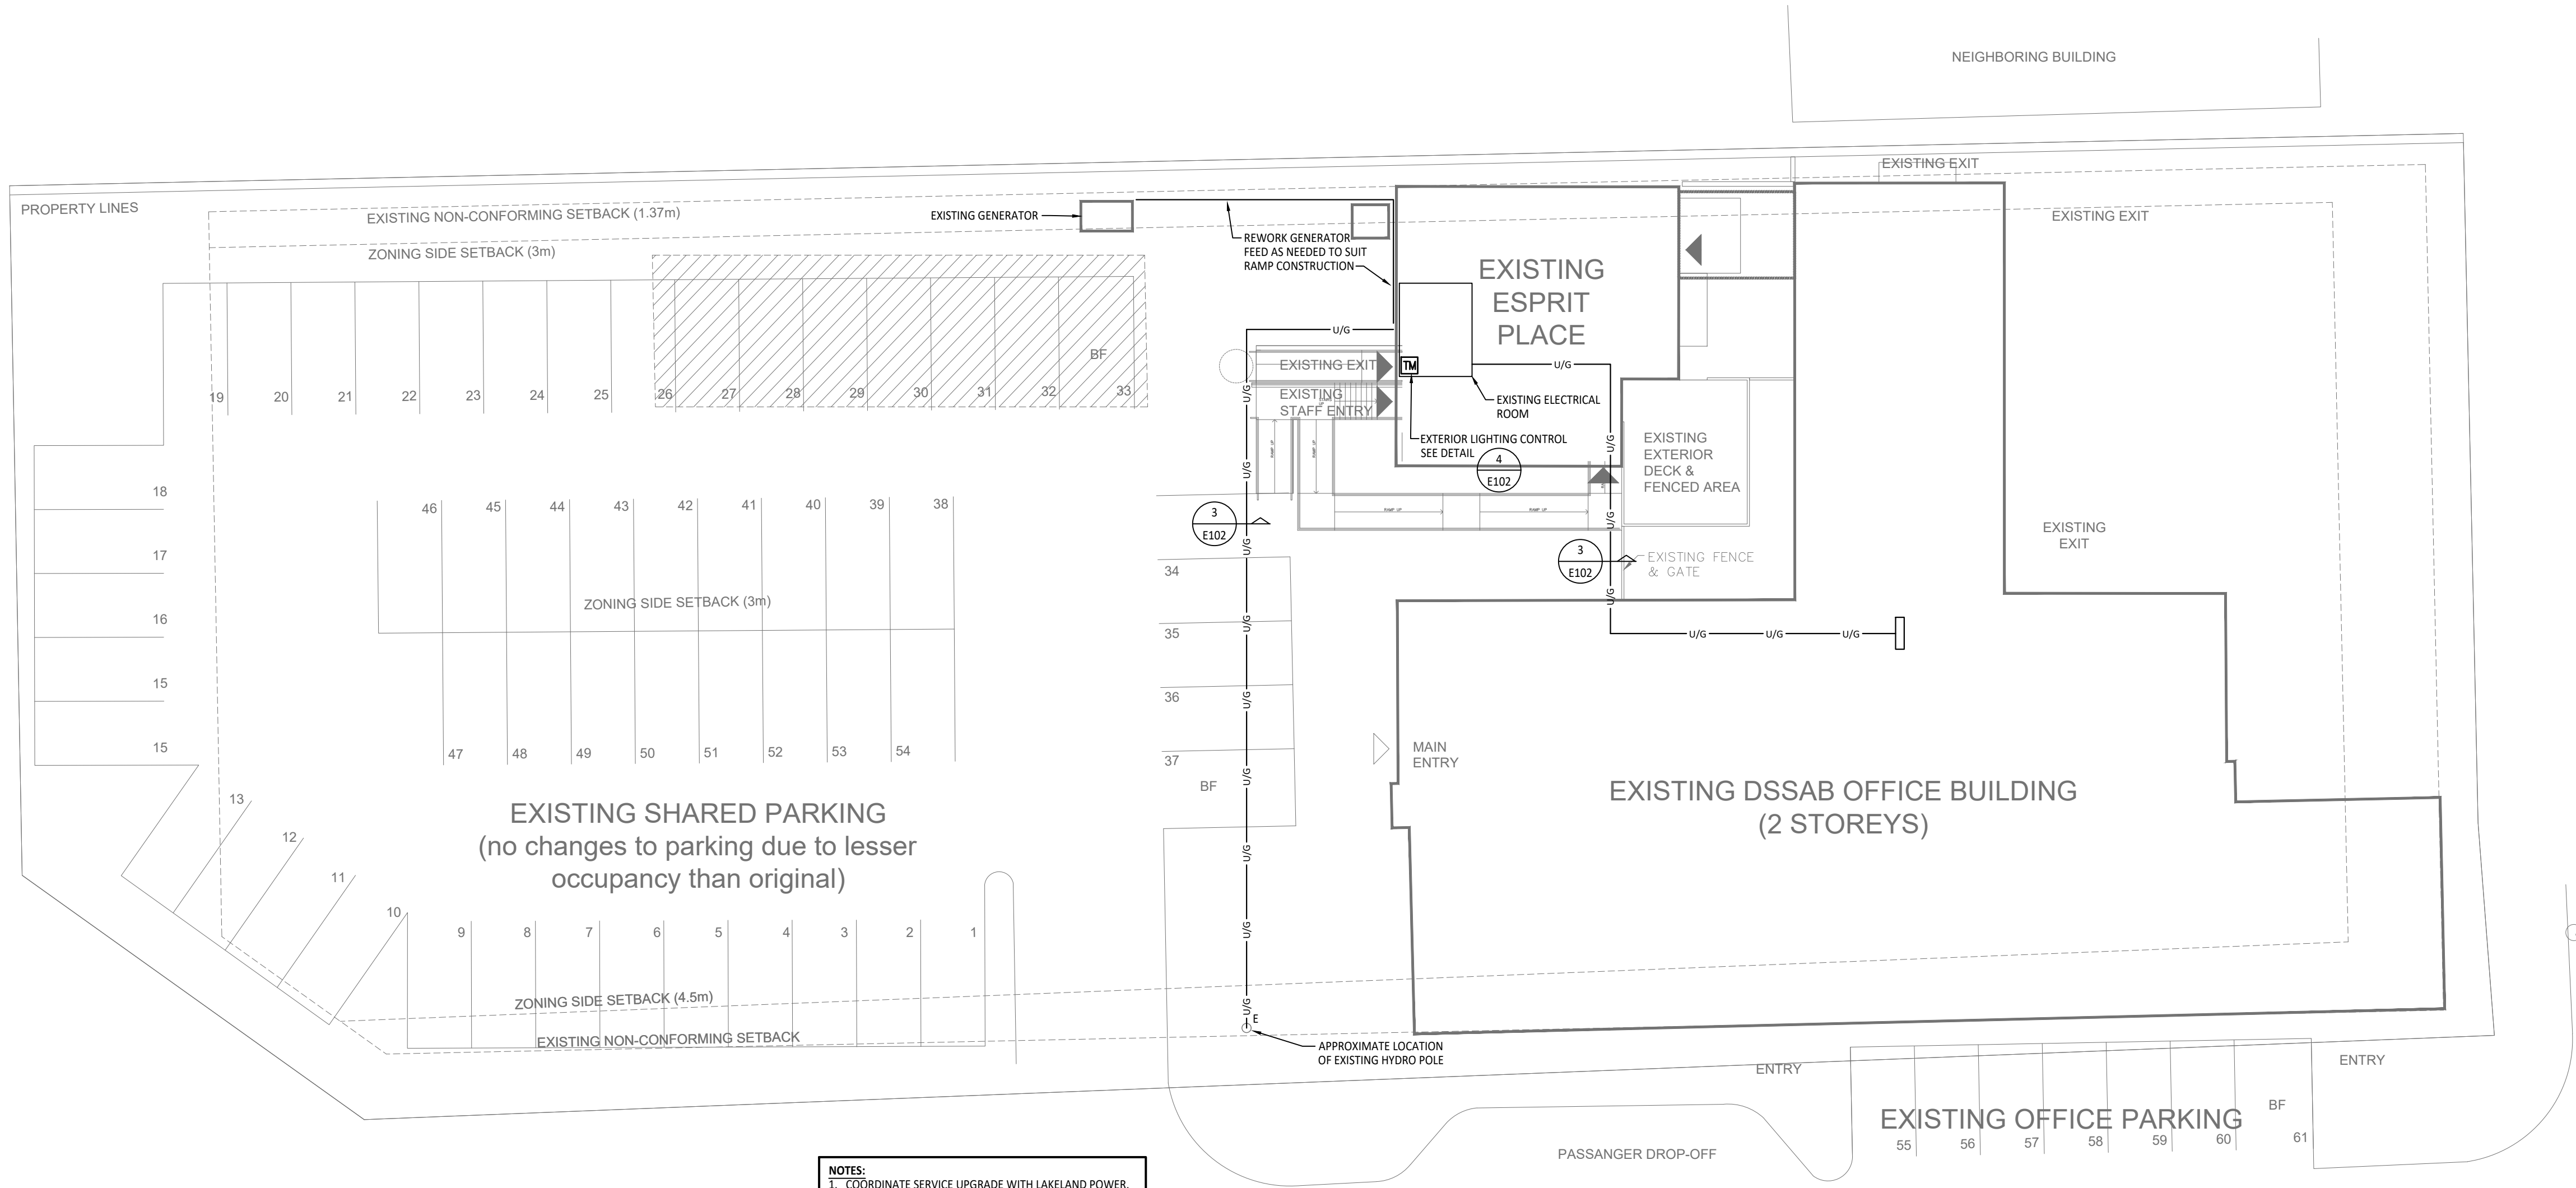 NEIGHBORING BUILDING
EXISTING EXIT
PROPERTY LINES
EXISTING NON-CONFORMING SETBACK (1.37m)
EXISTING GENERATOR
EXISTING EXIT
ZONING SIDE SETBACK (3m)
REWORK GENERATOR
FEED AS NEEDED TO SUIT
RAMP CONSTRUCTION
EXISTING
ESPRIT
PLACE
U/G
BF
EXISTING EXIT
TM
U/G
19
20
21
22
23
24
25
26
27
28
29
30
31
32
33
U/G
EXISTING
STAFF ENTRY
UP
EXISTING ELECTRICAL
ROOM
EXTERIOR LIGHTING CONTROL
SEE DETAIL
4
E102
U/G
EXISTING
EXTERIOR
DECK &
FENCED AREA
RAMP UP
RAMP UP
U/G
18
46
45
44
43
42
41
40
39
38
3
E102
RAMP UP
RAMP UP
U/G
EXISTING
EXIT
17
U/G
3
E102
EXISTING FENCE
& GATE
34
U/G
U/G
ZONING SIDE SETBACK (3m)
16
35
U/G
U/G
U/G
U/G
15
36
U/G
15
47
48
49
50
51
52
53
54
37
MAIN
ENTRY
U/G
BF
13
EXISTING SHARED PARKING
(no changes to parking due to lesser
occupancy than original)
EXISTING DSSAB OFFICE BUILDING
(2 STOREYS)
12
U/G
11
10
9
8
7
6
5
4
3
2
1
U/G
ZONING SIDE SETBACK (4.5m)
U/G
E
EXISTING NON-CONFORMING SETBACK
APPROXIMATE LOCATION
OF EXISTING HYDRO POLE
ENTRY
ENTRY
EXISTING OFFICE PARKING
BF
55
56
57
58
59
60
61
PASSANGER DROP-OFF
NOTES:
1. COORDINATE SERVICE UPGRADE WITH LAKELAND POWER.